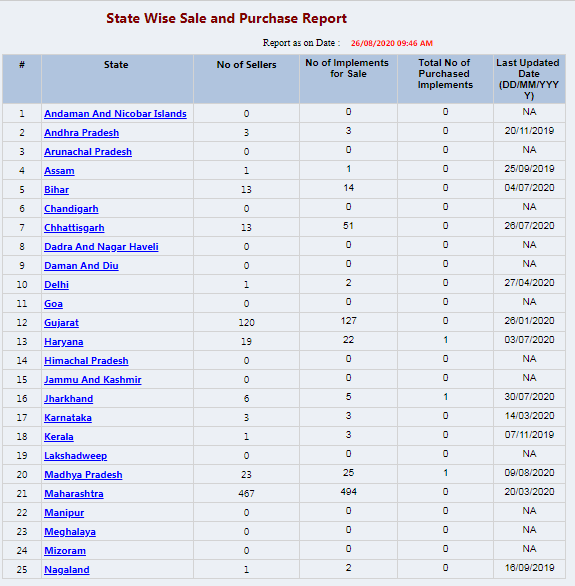 State Wise Sale and Purchase Report
Report as on Date : 26/08/2020 09:46 AM
# State No of Sellers No of Implements for Sale Total No of Purchased Implements Last Updated Date (DD/MM/YYYY)
1 Andaman And Nicobar Islands 0 0 0 NA
2 Andhra Pradesh 3 3 0 20/11/2019
3 Arunachal Pradesh 0 0 0 NA
4 Assam 1 1 0 25/09/2019
5 Bihar 13 14 0 04/07/2020
6 Chandigarh 0 0 0 NA
7 Chhattisgarh 13 51 0 26/07/2020
8 Dadra And Nagar Haveli 0 0 0 NA
9 Daman And Diu 0 0 0 NA
10 Delhi 1 2 0 27/04/2020
11 Goa 0 0 0 NA
12 Gujarat 120 127 0 26/01/2020
13 Haryana 19 22 1 03/07/2020
14 Himachal Pradesh 0 0 0 NA
15 Jammu And Kashmir 0 0 0 NA
16 Jharkhand 6 5 1 30/07/2020
17 Karnataka 3 3 0 14/03/2020
18 Kerala 1 3 0 07/11/2019
19 Lakshadweep 0 0 0 NA
20 Madhya Pradesh 23 25 1 09/08/2020
21 Maharashtra 467 494 0 20/03/2020
22 Manipur 0 0 0 NA
23 Meghalaya 0 0 0 NA
24 Mizoram 0 0 0 NA
25 Nagaland 1 2 0 16/09/2019